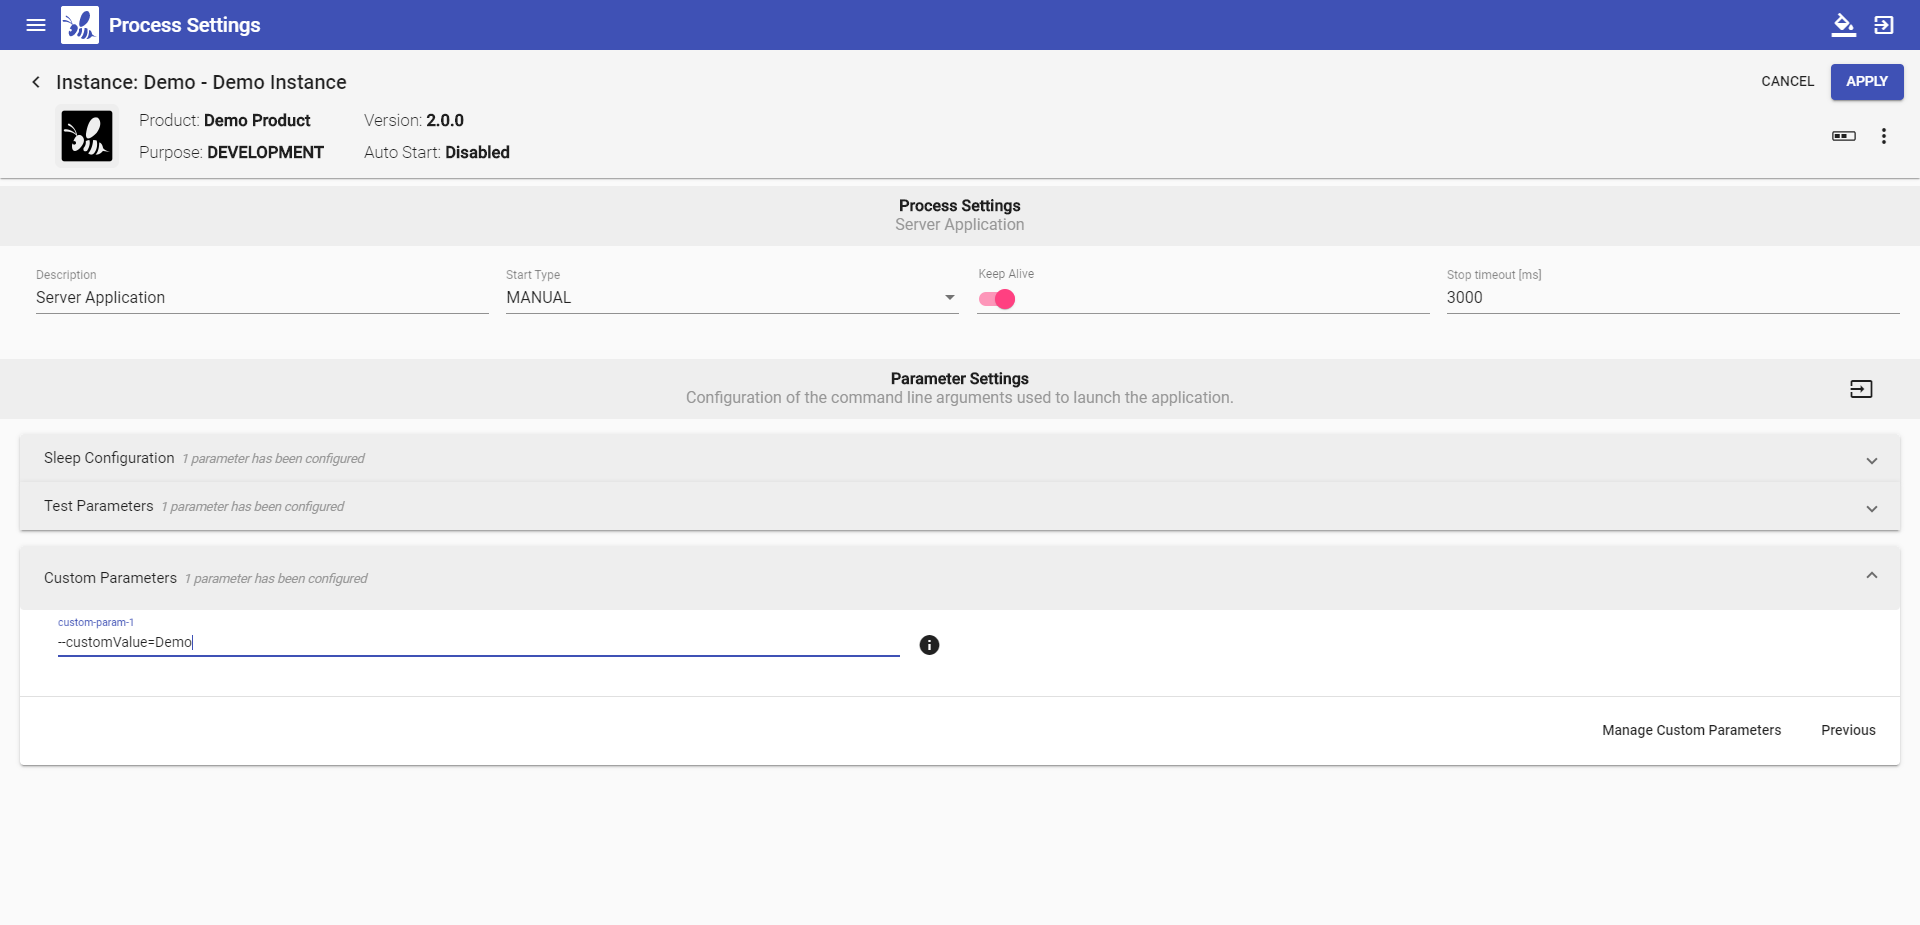 Process Settings
Instance: Demo - Demo Instance
CANCEL
APPLY
Product: Demo Product
Version: 2.0.0
Purpose: DEVELOPMENT
Auto Start: Disabled
Process Settings
Server Application
Description
Start Type
Keep Alive
Stop timeout [ms]
Server Application
MANUAL
3000
Parameter Settings
Configuration of the command line arguments used to launch the application.
Sleep Configuration 1 parameter has been configured
Test Parameters 1 parameter has been configured
Custom Parameters 1 parameter has been configured
custom-param-1
--customValue=Demo
Manage Custom Parameters
Previous